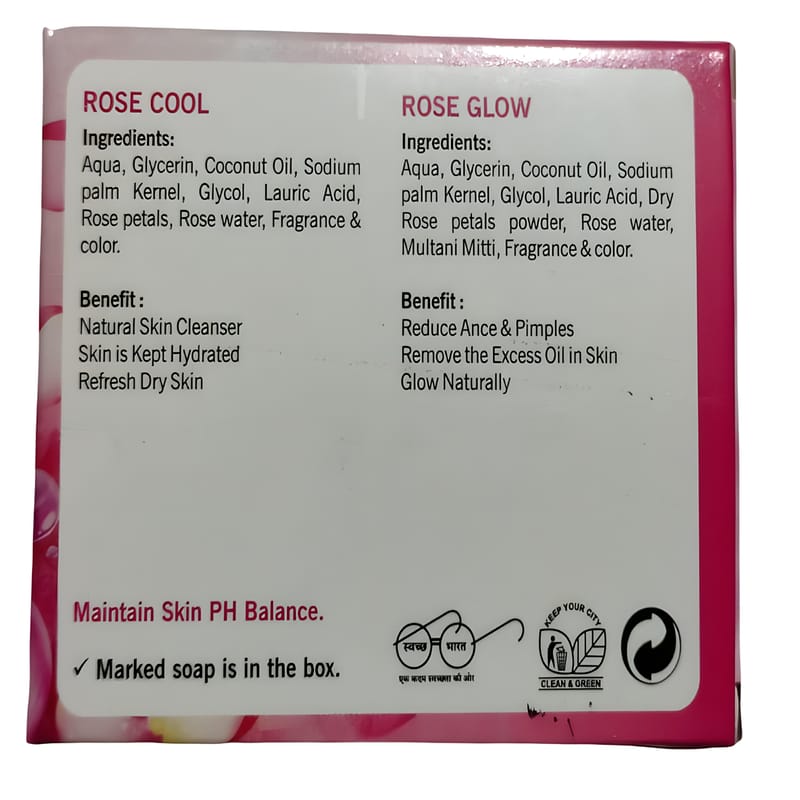 ROSE COOL
Ingredients:
Aqua, Glycerin, Coconut Oil, Sodium
palm Kernel, Glycol, Lauric Acid,
Rose petals, Rose water, Fragrance &
color.
Benefit :
Natural Skin Cleanser
Skin is Kept Hydrated
Refresh Dry Skin
ROSE GLOW
Ingredients:
Aqua, Glycerin, Coconut Oil, Sodium
palm Kernel, Glycol, Lauric Acid, Dry
Rose petals powder, Rose water,
Multani Mitti, Fragrance & color.
Benefit :
Reduce Ance & Pimples
Remove the Excess Oil in Skin
Glow Naturally
Maintain Skin PH Balance.
✓ Marked soap is in the box.
स्वच्छ भारत
एक कदम स्वच्छता की ओर
KEEP YOUR CITY
CLEAN & GREEN